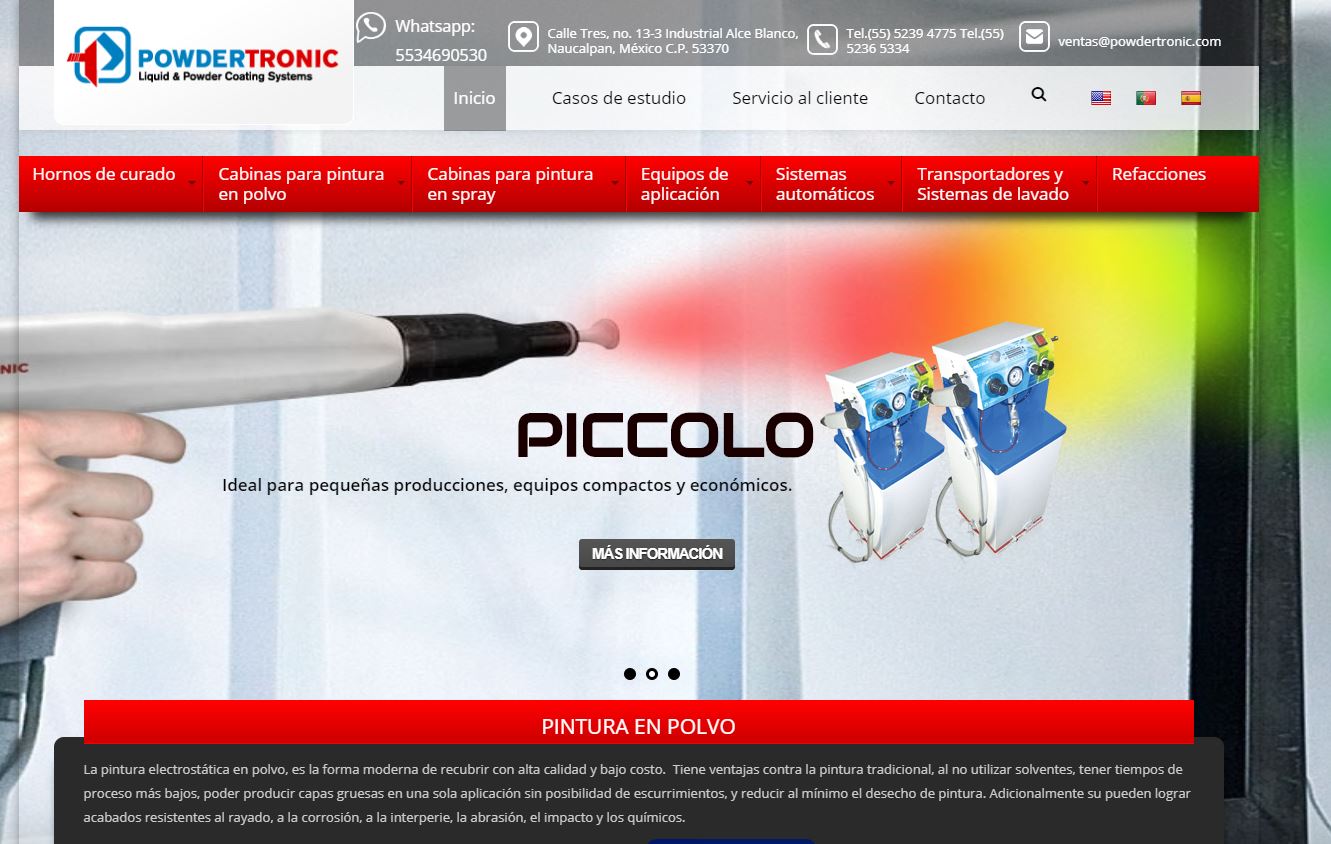 POWDERTRONIC
Liquid & Powder Coating Systems
Whatsapp:
5534690530
Calle Tres, no. 13-3 Industrial Alce Blanco,
Naucalpan, México C.P. 53370
Tel.(55) 5239 4775 Tel.(55)
5236 5334
ventas@powdertronic.com
Inicio
Casos de estudio
Servicio al cliente
Contacto
Hornos de curado
Cabinas para pintura
en polvo
Cabinas para pintura
en spray
Equipos de
aplicación
Sistemas
automáticos
Transportadores y
Sistemas de lavado
Refacciones
NIC
PICCOLO
Ideal para pequeñas producciones, equipos compactos y económicos.
MÁS INFORMACIÓN
PINTURA EN POLVO
La pintura electrostática en polvo, es la forma moderna de recubrir con alta calidad y bajo costo. Tiene ventajas contra la pintura tradicional, al no utilizar solventes, tener tiempos de
proceso más bajos, poder producir capas gruesas en una sola aplicación sin posibilidad de escurrimientos, y reducir al mínimo el desecho de pintura. Adicionalmente su pueden lograr
acabados resistentes al rayado, a la corrosión, a la interperie, la abrasión, el impacto y los químicos.